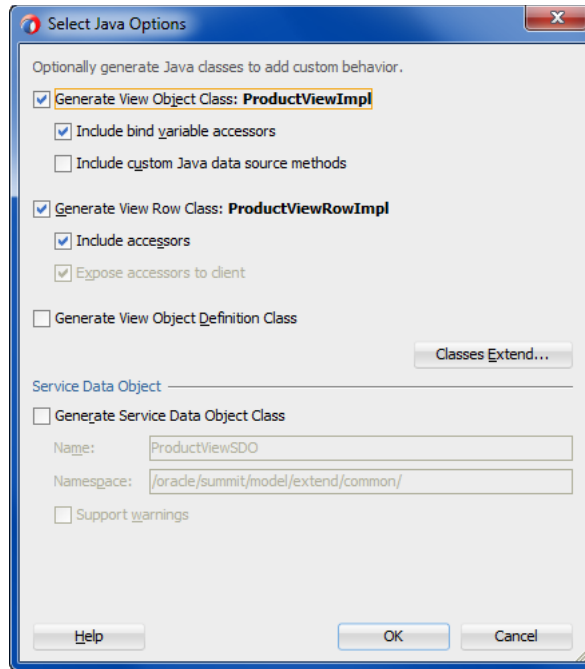 Select Java Options
Optionally generate Java classes to add custom behavior.
Generate View Object Class: ProductViewImpl
Include bind variable accessors
Include custom Java data source methods
Generate View Row Class: ProductViewRowImpl
Include accessors
Expose accessors to client
Generate View Object Definition Class
Classes Extend...
Service Data Object
Generate Service Data Object Class
Name: ProductViewSDO
Namespace: /oracle/summit/model/extend/common/
Support warnings
Help OK Cancel